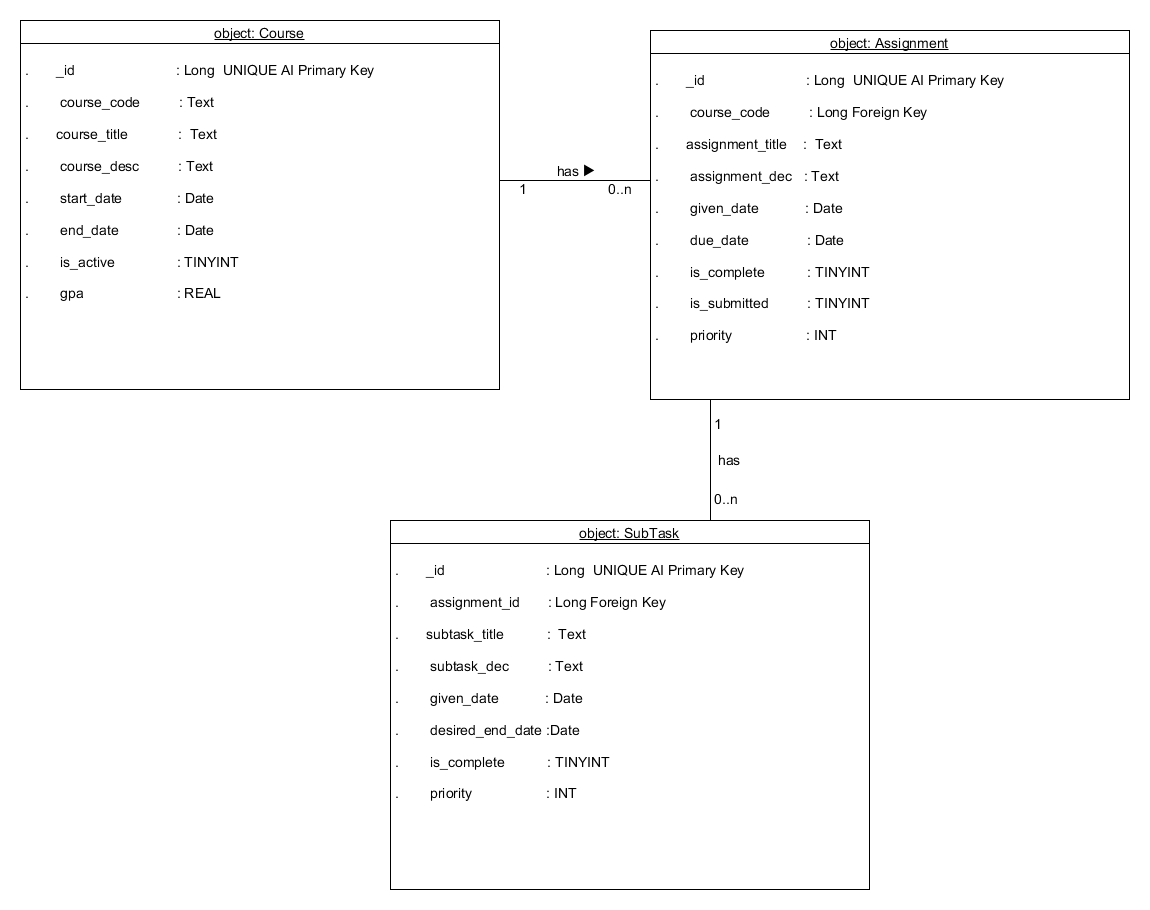 object: Course
. _id : Long UNIQUE AI Primary Key
. course_code : Text
. course_title : Text
. course_desc : Text
. start_date : Date
. end_date : Date
. is_active : TINYINT
. gpa : REAL
has ▶
1 0..n
object: Assignment
. _id : Long UNIQUE AI Primary Key
. course_code : Long Foreign Key
. assignment_title : Text
. assignment_dec : Text
. given_date : Date
. due_date : Date
. is_complete : TINYINT
. is_submitted : TINYINT
. priority : INT
1
has
0..n
object: SubTask
. _id : Long UNIQUE AI Primary Key
. assignment_id : Long Foreign Key
. subtask_title : Text
. subtask_dec : Text
. given_date : Date
. desired_end_date :Date
. is_complete : TINYINT
. priority : INT